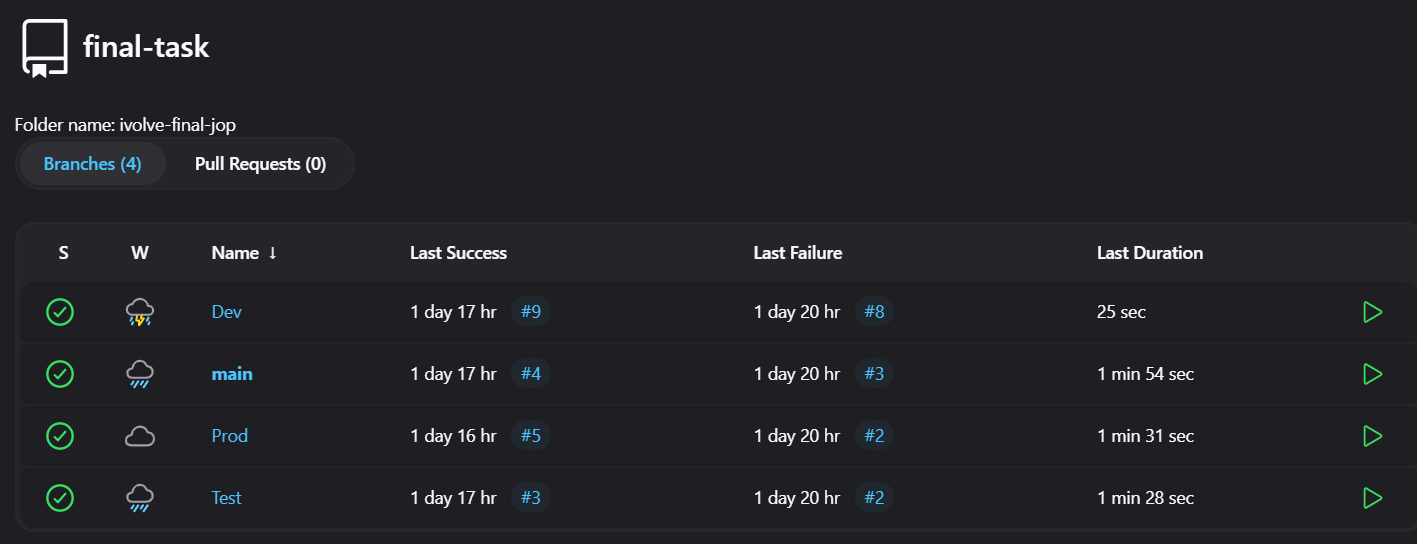 final-task
Folder name: ivolve-final-jop
Branches (4) Pull Requests (0)
S W Name ↓ Last Success Last Failure Last Duration
Dev 1 day 17 hr #9 1 day 20 hr #8 25 sec
main 1 day 17 hr #4 1 day 20 hr #3 1 min 54 sec
Prod 1 day 16 hr #5 1 day 20 hr #2 1 min 31 sec
Test 1 day 17 hr #3 1 day 20 hr #2 1 min 28 sec